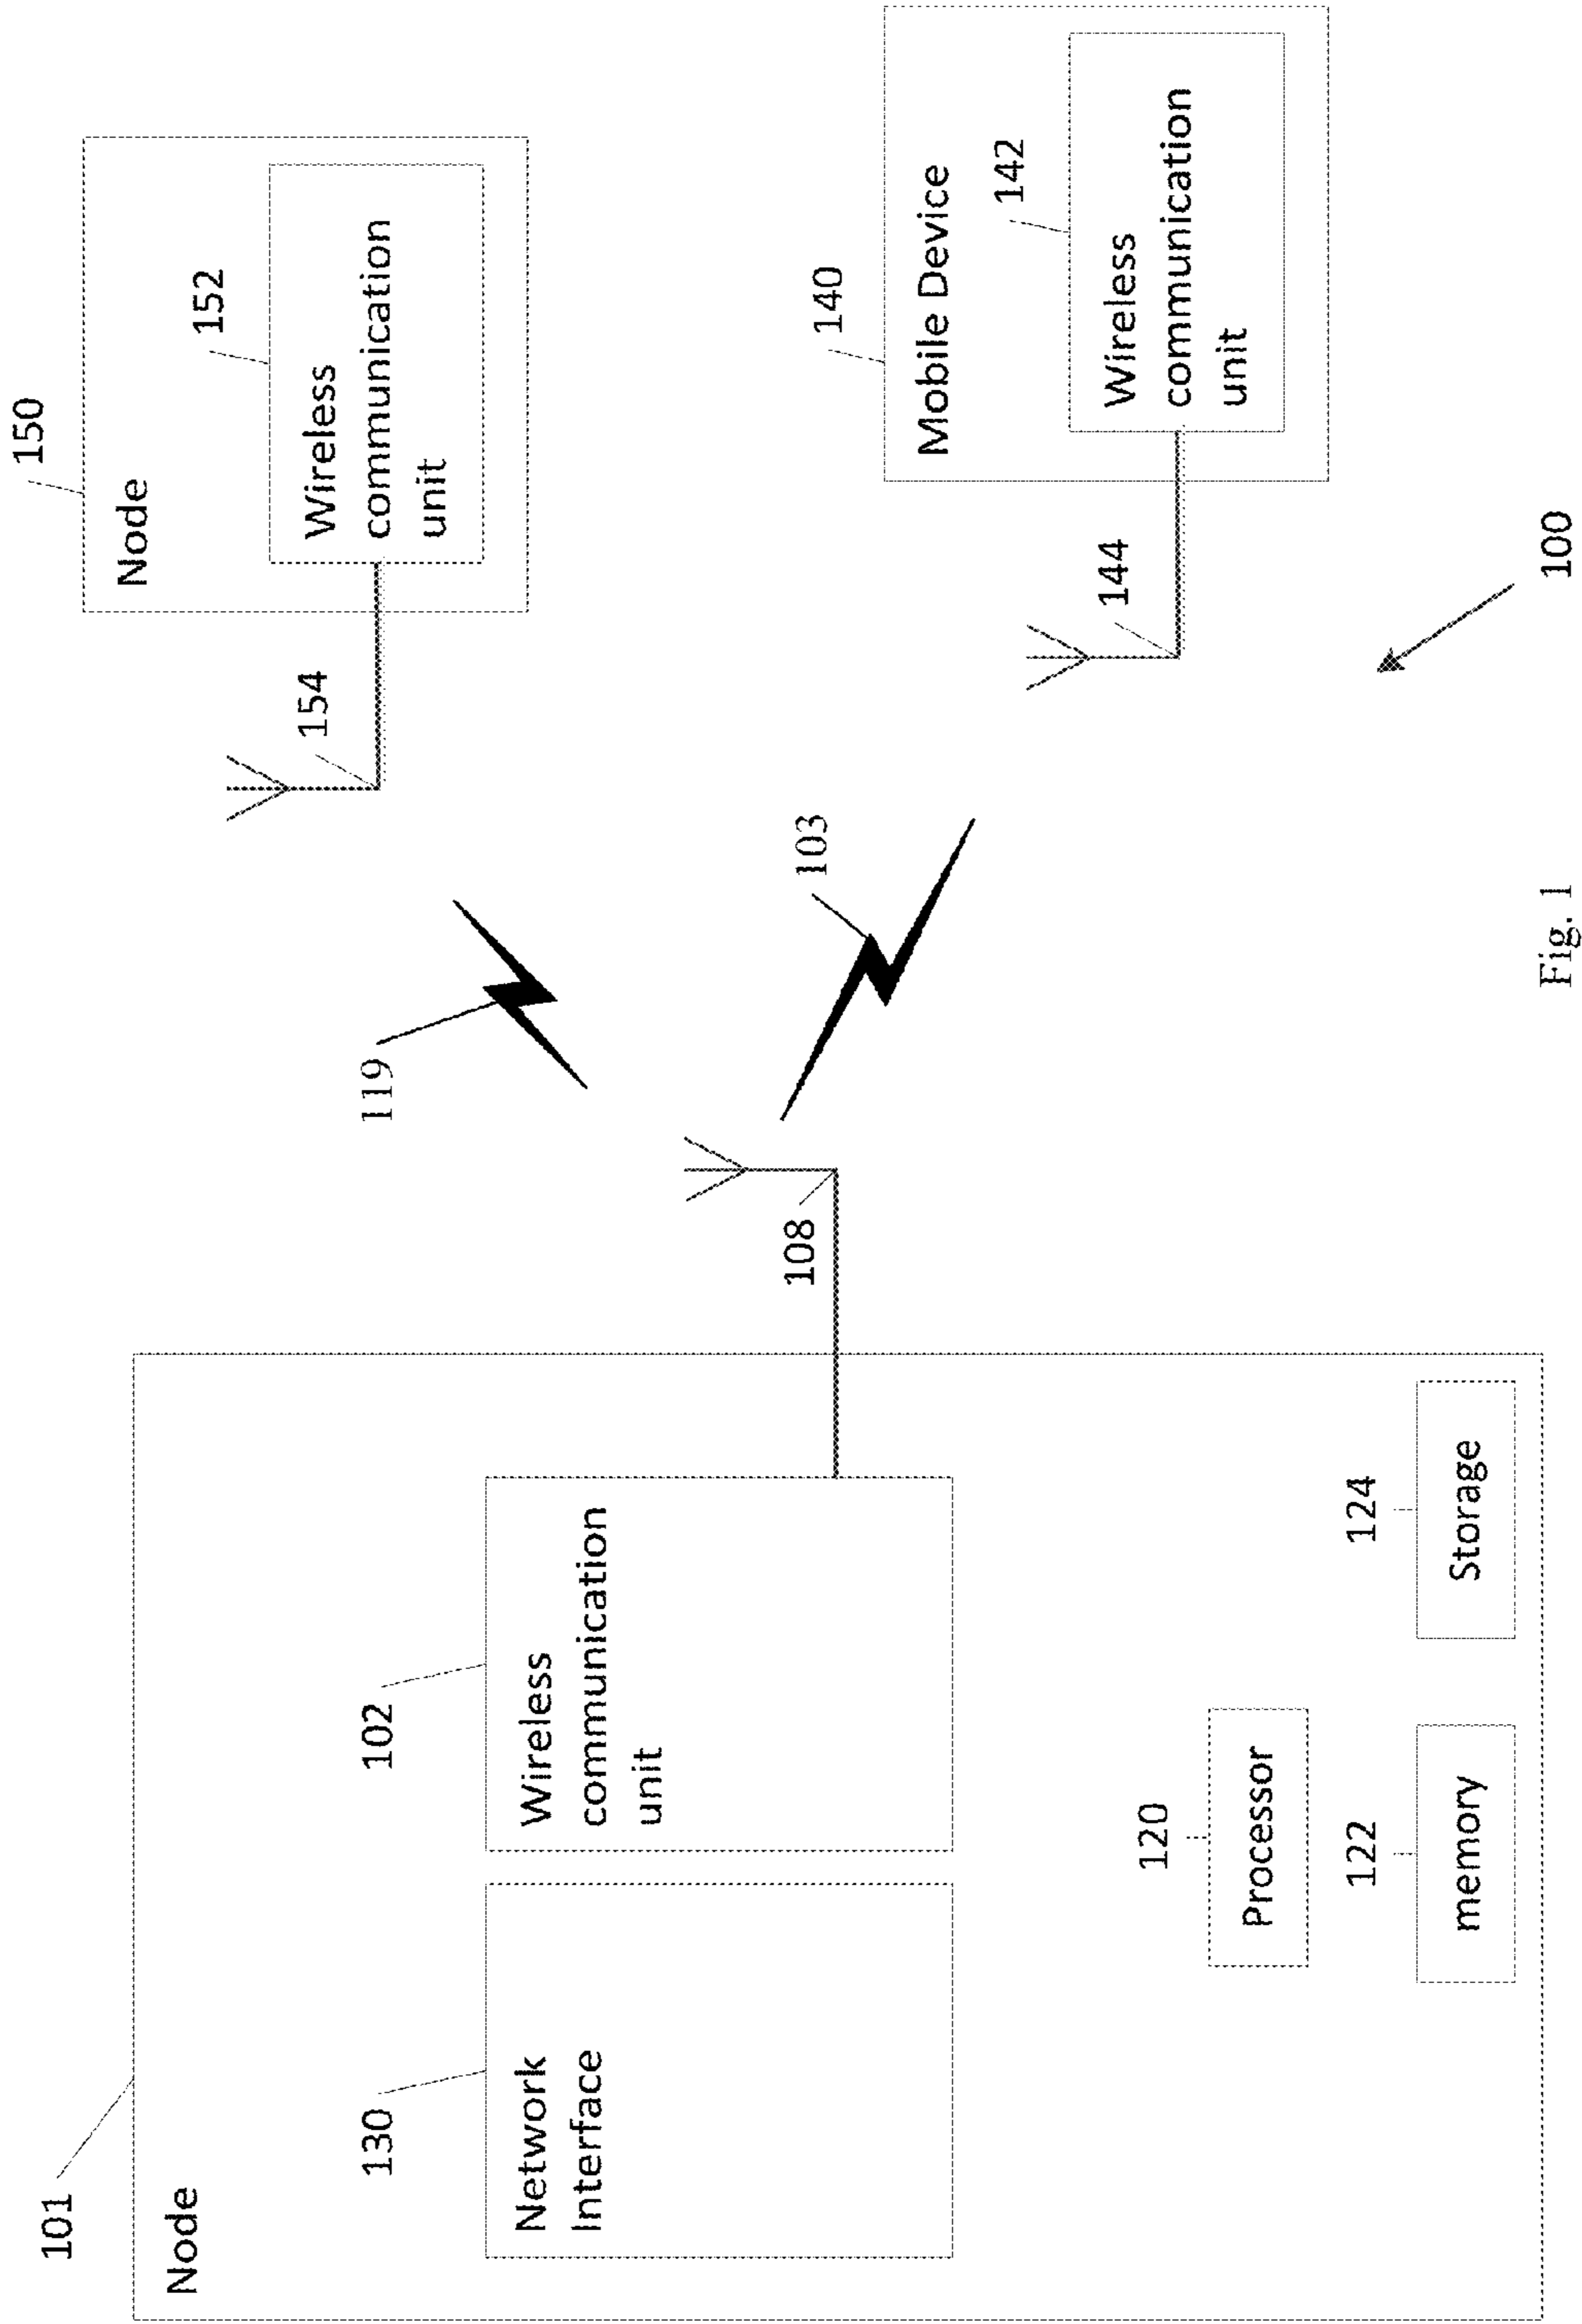 101
Node
130
Network
Interface
102
Wireless
communication
unit
120
Processor
122
memory
124
Storage
108
119
103
150
Node
152
Wireless
communication
unit
154
140
Mobile Device
142
Wireless
communication
unit
144
100
Fig. 1